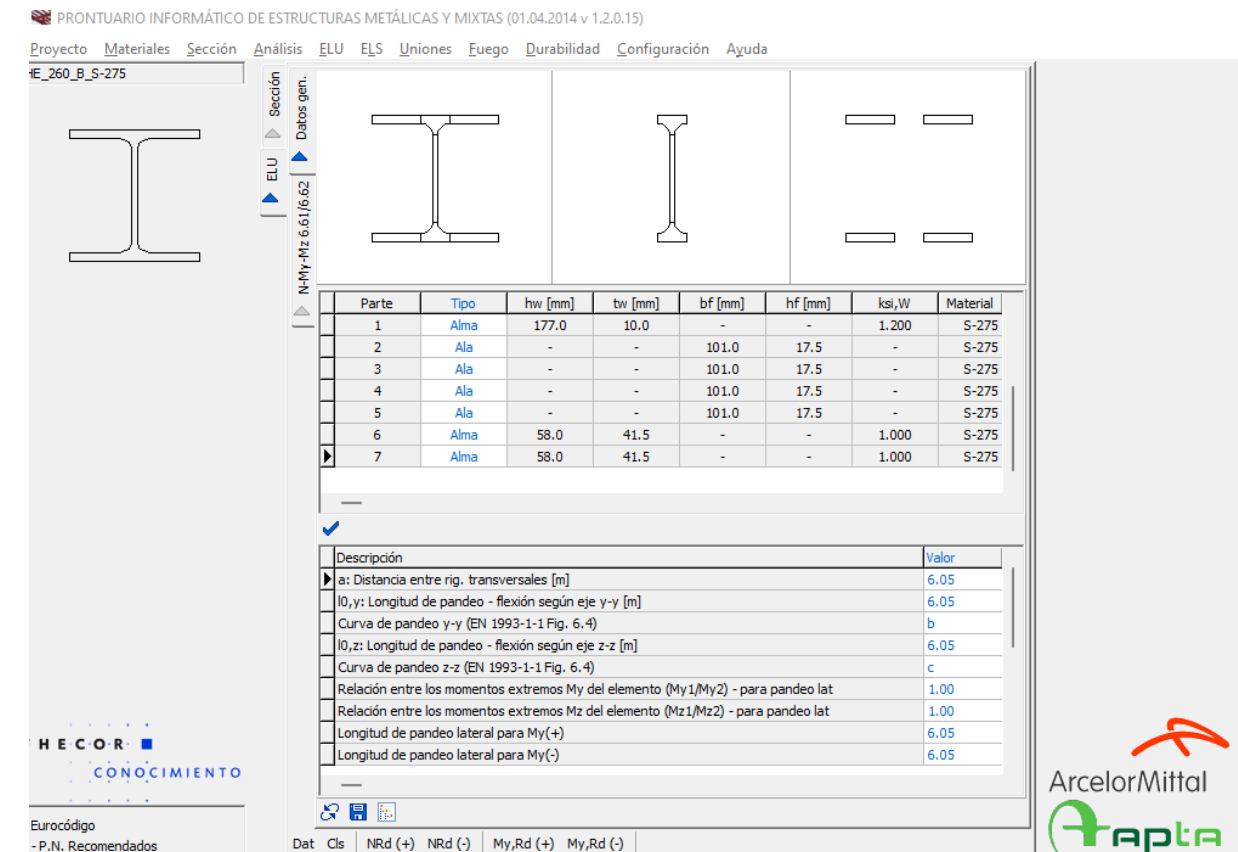 PRONTUARIO INFORMÁTICO DE ESTRUCTURAS METÁLICAS Y MIXTAS (01.04.2014 v 1.2.0.15)
Proyecto Materiales Sección Análisis ELU ELS Uniones Fuego Durabilidad Configuración Ayuda
HE_260_B_S-275
Sección
ELU
Datos gen.
N-My-Mz 6.61/6.62
Parte Tipo hw [mm] tw [mm] bf [mm] hf [mm] ksi,W Material
1 Alma 177.0 10.0 - - 1.200 S-275
2 Ala - - 101.0 17.5 - S-275
3 Ala - - 101.0 17.5 - S-275
4 Ala - - 101.0 17.5 - S-275
5 Ala - - 101.0 17.5 - S-275
6 Alma 58.0 41.5 - - 1.000 S-275
7 Alma 58.0 41.5 - - 1.000 S-275
Descripción Valor
a: Distancia entre rig. transversales [m] 6.05
l0,y: Longitud de pandeo - flexión según eje y-y [m] 6.05
Curva de pandeo y-y (EN 1993-1-1 Fig. 6.4) b
l0,z: Longitud de pandeo - flexión según eje z-z [m] 6.05
Curva de pandeo z-z (EN 1993-1-1 Fig. 6.4) c
Relación entre los momentos extremos My del elemento (My1/My2) - para pandeo lat 1.00
Relación entre los momentos extremos Mz del elemento (Mz1/Mz2) - para pandeo lat 1.00
Longitud de pandeo lateral para My(+) 6.05
Longitud de pandeo lateral para My(-) 6.05
HECOR
CONOCIMIENTO
Eurocódigo
- P.N. Recomendados
Dat Cls NRd (+) NRd (-) My,Rd (+) My,Rd (-)
ArcelorMittal
apta